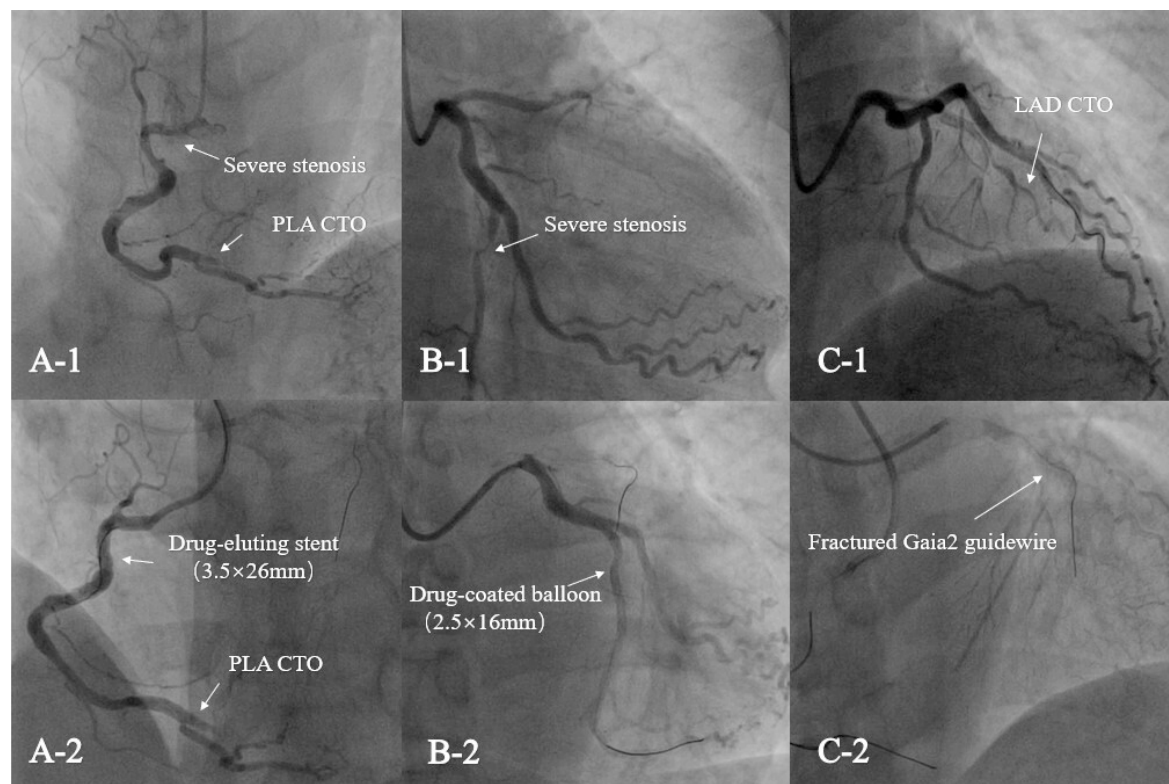 Severe stenosis
PLA CTO
A-1
Severe stenosis
B-1
LAD CTO
C-1
Drug-eluting stent
（3.5×26mm）
PLA CTO
A-2
Drug-coated balloon
（2.5×16mm）
B-2
Fractured Gaia2 guidewire
C-2